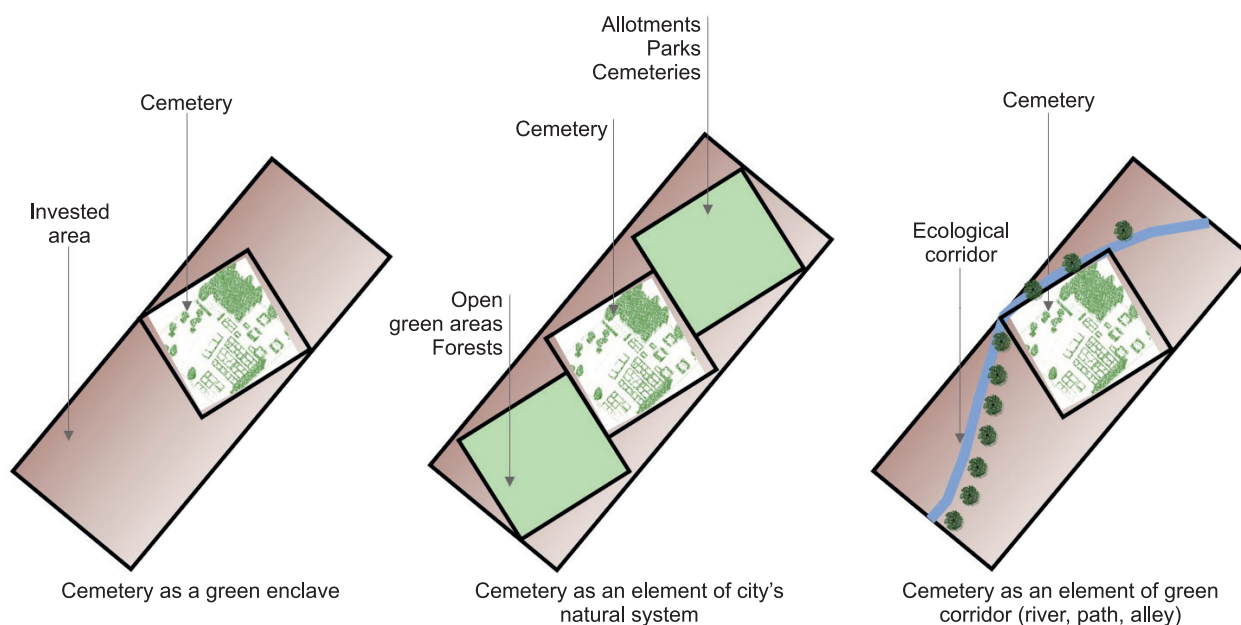 Cemetery
Invested
area
Cemetery as a green enclave
Allotments
Parks
Cemeteries
Cemetery
Open
green areas
Forests
Cemetery as an element of city's
natural system
Cemetery
Ecological
corridor
Cemetery as an element of green
corridor (river, path, alley)